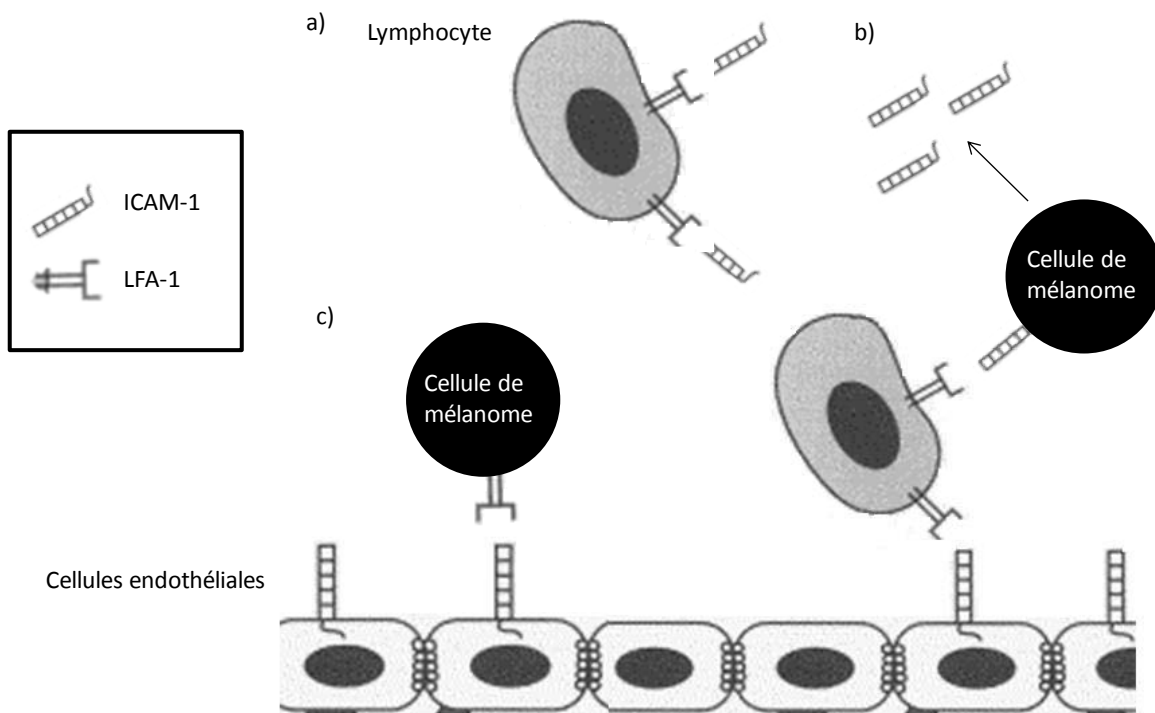 a)
Lymphocyte
b)
ICAM-1
LFA-1
Cellule de
mélanome
c)
Cellule de
mélanome
Cellules endothéliales